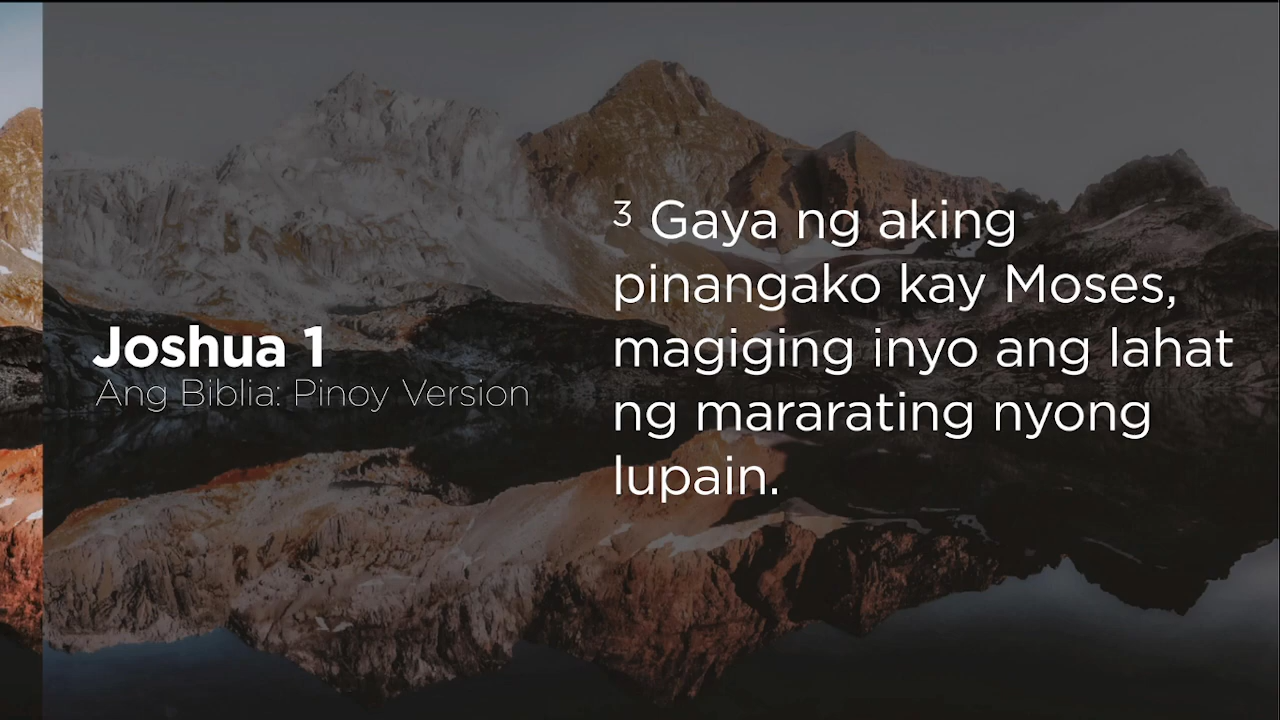 Joshua 1
Ang Biblia: Pinoy Version
3 Gaya ng aking
pinangako kay Moses,
magiging inyo ang lahat
ng mararating nyong
lupain.